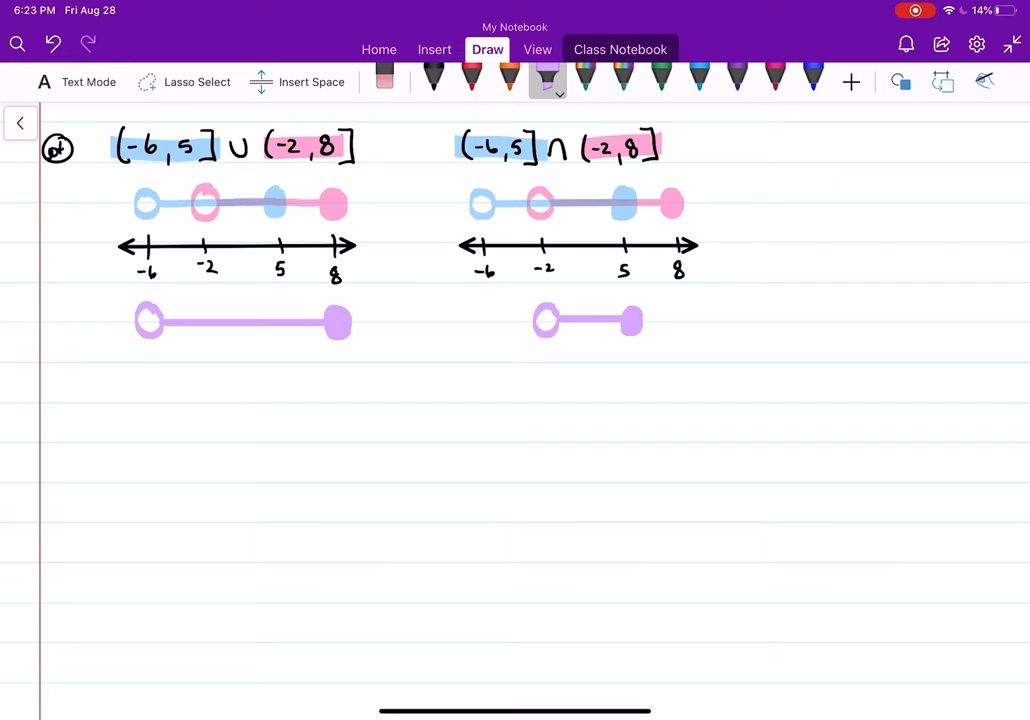 6:23 PM Fri Aug 28 14%
My Notebook
Home Insert Draw View Class Notebook
A Text Mode Lasso Select Insert Space
(-6, 5] ∪ (-2, 8] (-6, 5] ∩ (-2, 8]
-6 -2 5 8 -6 -2 5 8